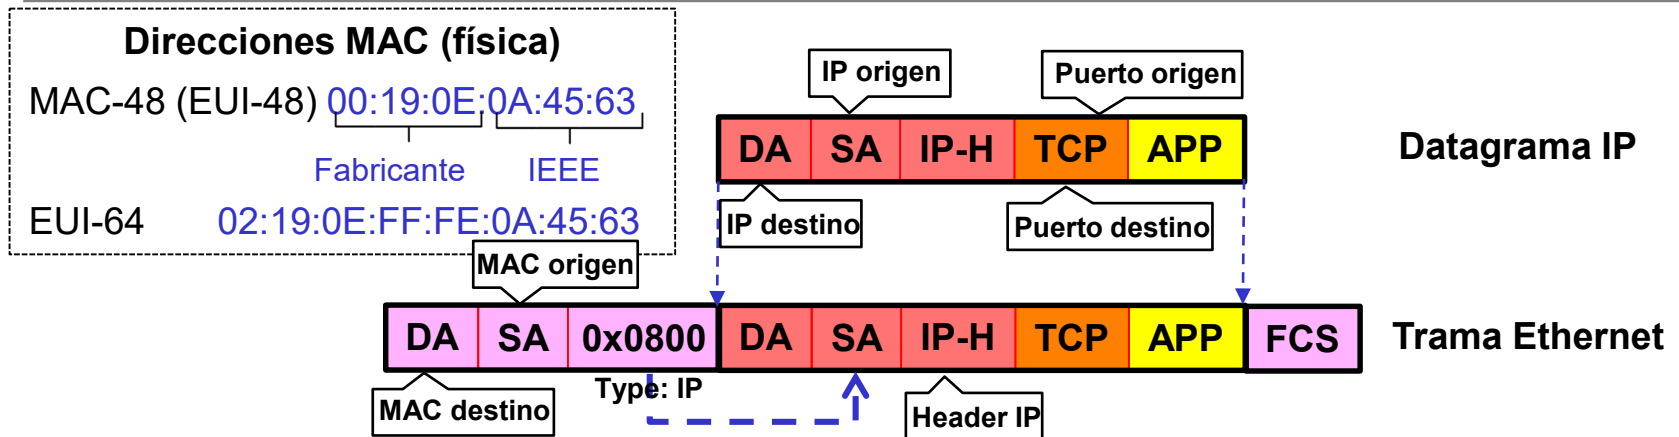 Direcciones MAC (física)
MAC-48 (EUI-48) 00:19:0E:0A:45:63
Fabricante IEEE
EUI-64 02:19:0E:FF:FE:0A:45:63
IP origen Puerto origen
DA SA IP-H TCP APP Datagrama IP
IP destino Puerto destino
MAC origen
DA SA 0x0800 DA SA IP-H TCP APP FCS Trama Ethernet
Type: IP
MAC destino Header IP